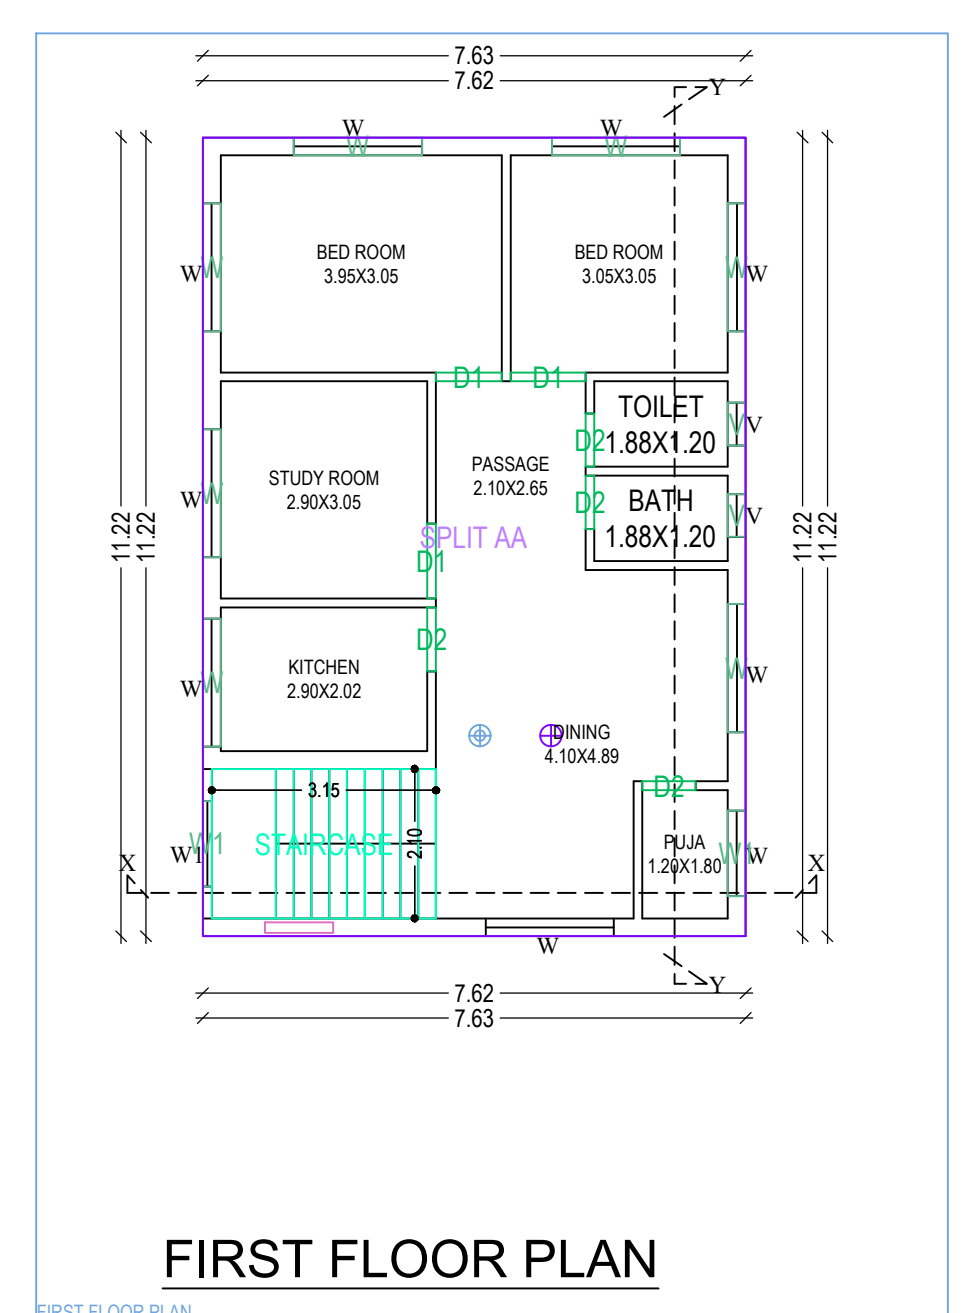 7.63
7.62
Y
W
W
W
W
BED ROOM
3.95X3.05
BED ROOM
3.05X3.05
W
W
W
W
D1
D1
TOILET
1.88X1.20
V
V
D2
PASSAGE
2.10X2.65
STUDY ROOM
2.90X3.05
W
W
BATH
1.88X1.20
D2
V
V
11.22
11.22
11.22
11.22
SPLIT AA
D1
D2
KITCHEN
2.90X2.02
W
W
W
W
DINING
4.10X4.89
D2
3.15
2.10
STAIRCASE
W1
W1
PUJA
1.20X1.80
W1
W
X
X
W
Y
7.62
7.63
FIRST FLOOR PLAN
FIRST FLOOR PLAN